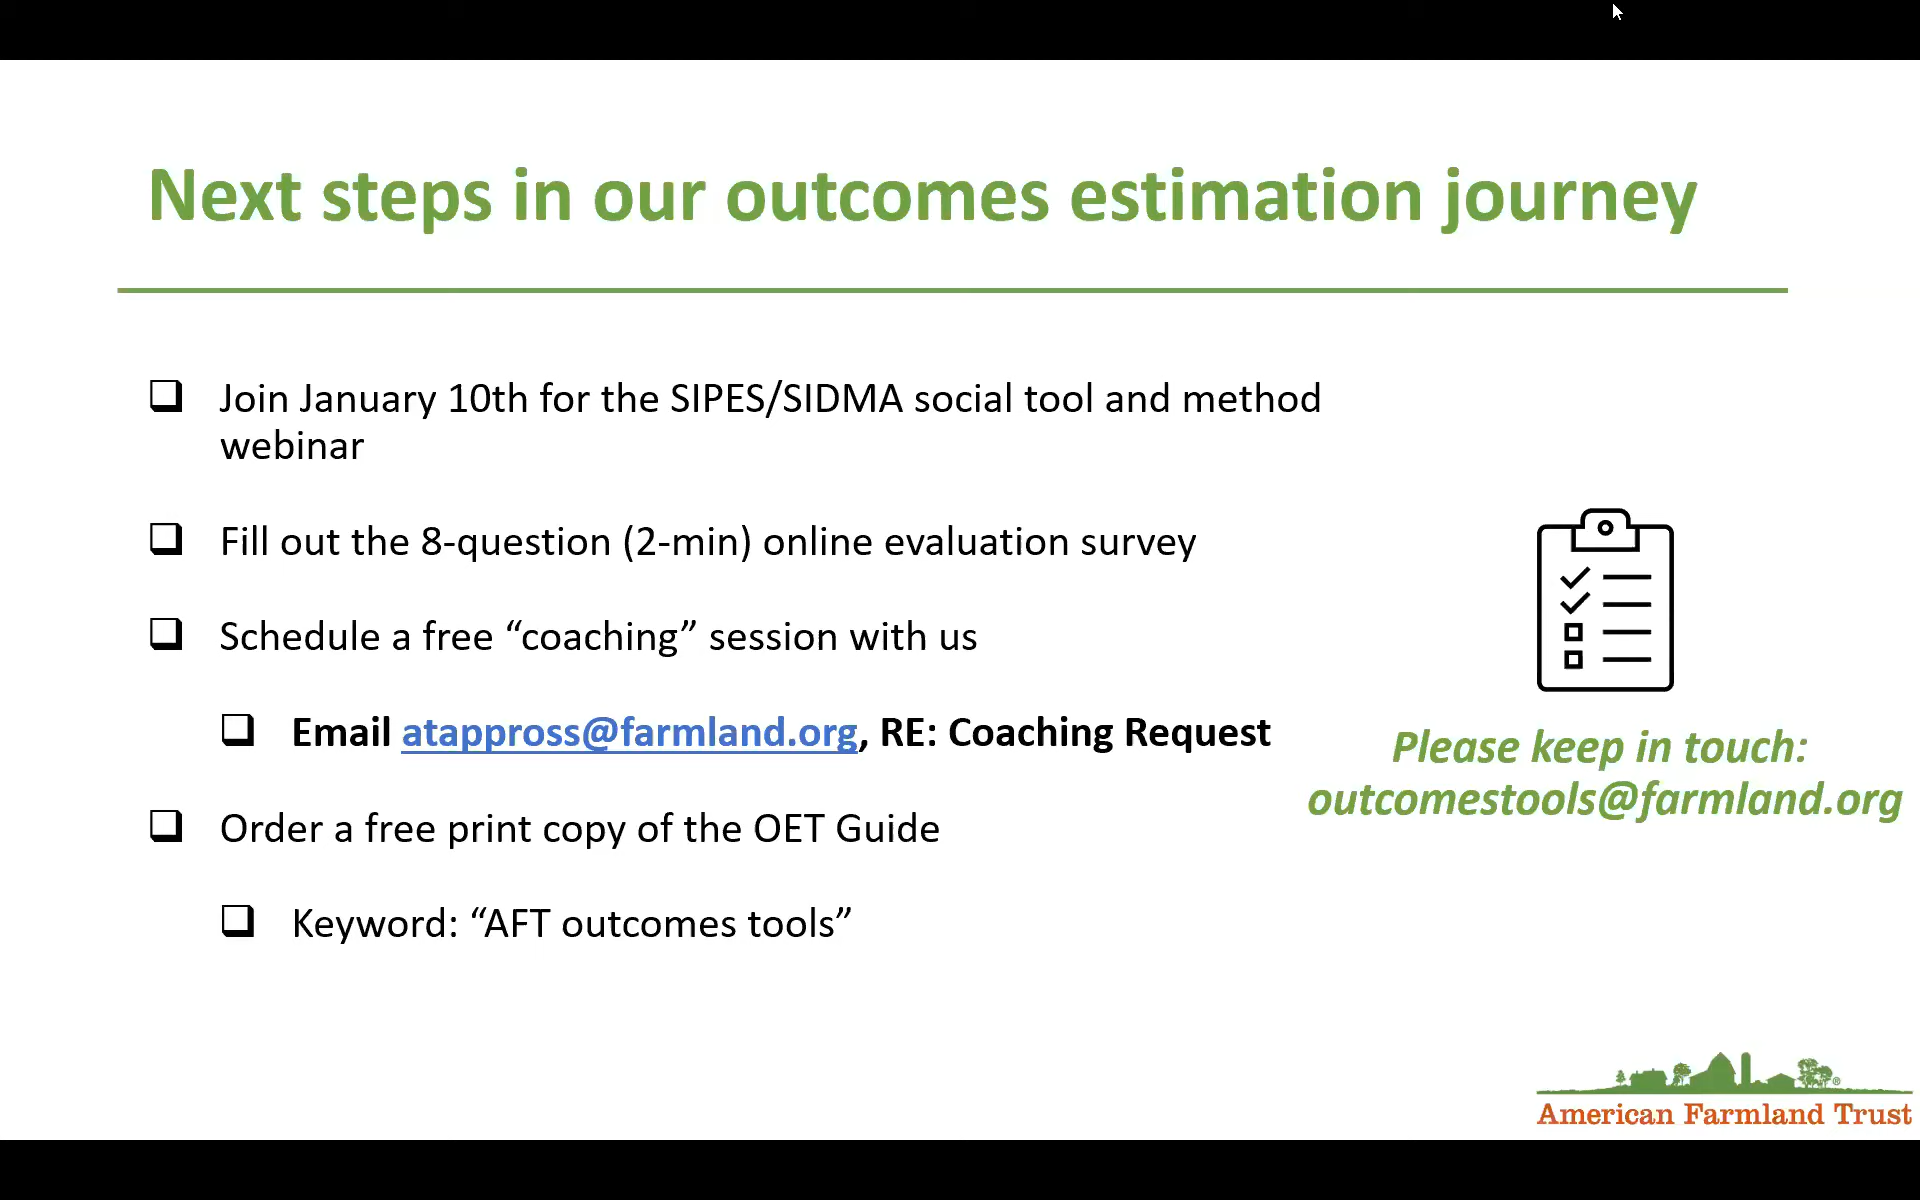 Next steps in our outcomes estimation journey
Join January 10th for the SIPES/SIDMA social tool and method
webinar
Fill out the 8-question (2-min) online evaluation survey
Schedule a free “coaching” session with us
Email atappross@farmland.org, RE: Coaching Request
Order a free print copy of the OET Guide
Keyword: “AFT outcomes tools”
Please keep in touch:
outcomestools@farmland.org
American Farmland Trust